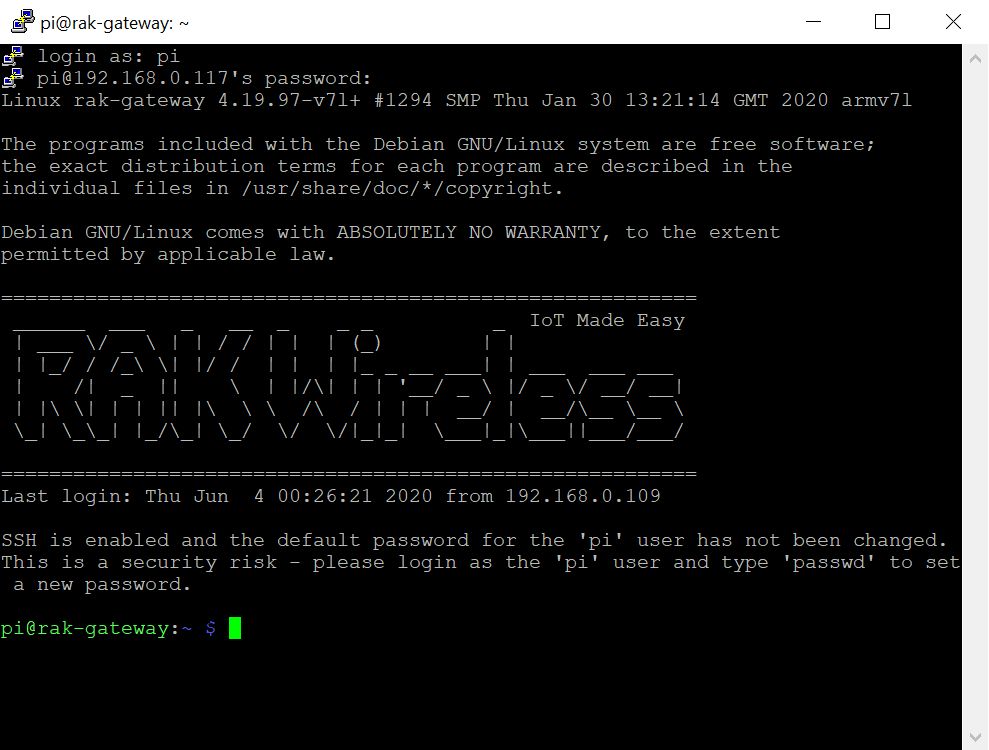 pi@rak-gateway: ~
login as: pi
pi@192.168.0.117's password:
Linux rak-gateway 4.19.97-v7l+ #1294 SMP Thu Jan 30 13:21:14 GMT 2020 armv7l
The programs included with the Debian GNU/Linux system are free software;
the exact distribution terms for each program are described in the
individual files in /usr/share/doc/*/copyright.
Debian GNU/Linux comes with ABSOLUTELY NO WARRANTY, to the extent
permitted by applicable law.
==========================================================
IoT Made Easy
RAKWireless
==========================================================
Last login: Thu Jun  4 00:26:21 2020 from 192.168.0.109
SSH is enabled and the default password for the 'pi' user has not been changed.
This is a security risk - please login as the 'pi' user and type 'passwd' to set
 a new password.
pi@rak-gateway:~ $